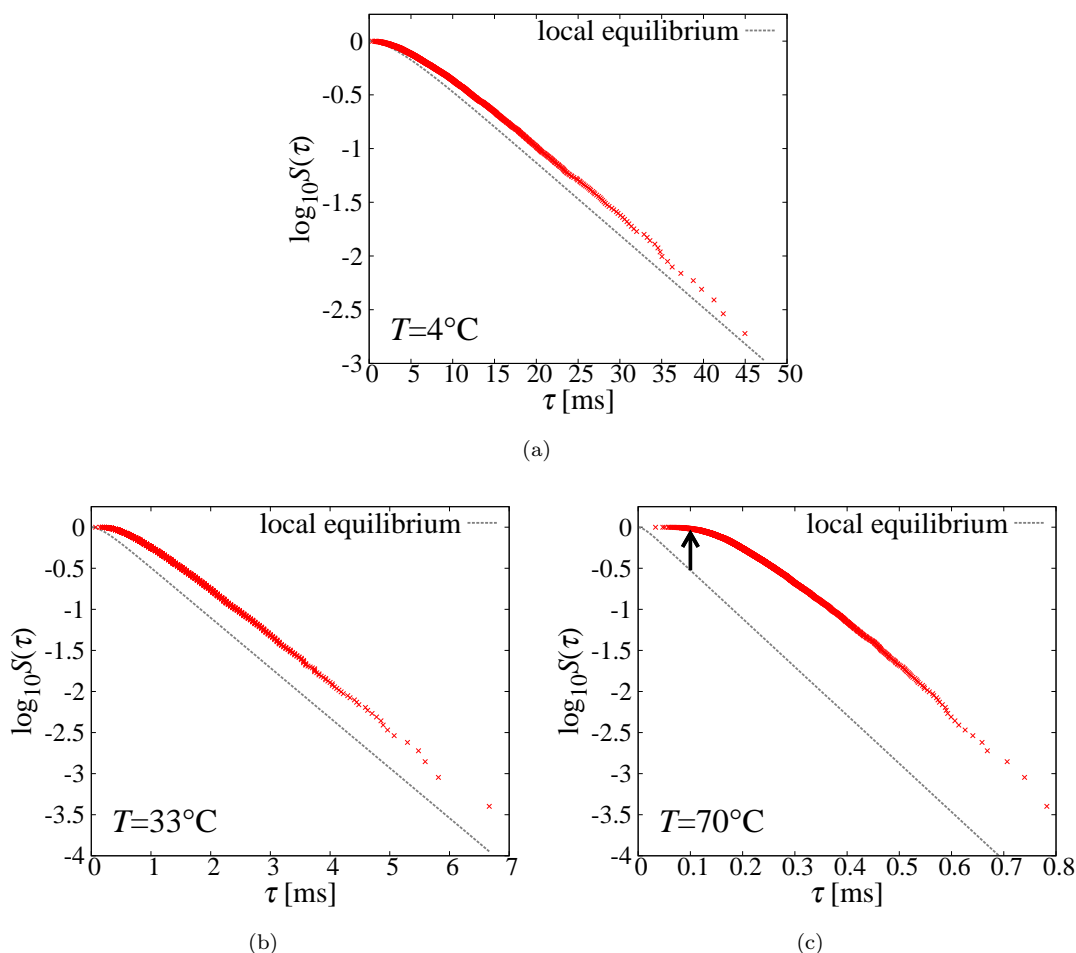 local equilibrium
0
-0.5
-1
-1.5
-2
-2.5
-3
log₁₀S(τ)
T=4°C
0 5 10 15 20 25 30 35 40 45 50
τ [ms]
(a)
local equilibrium
0
-0.5
-1
-1.5
-2
-2.5
-3
-3.5
-4
log₁₀S(τ)
T=33°C
0 1 2 3 4 5 6 7
τ [ms]
(b)
local equilibrium
0
-0.5
-1
-1.5
-2
-2.5
-3
-3.5
-4
log₁₀S(τ)
T=70°C
0 0.1 0.2 0.3 0.4 0.5 0.6 0.7 0.8
τ [ms]
(c)